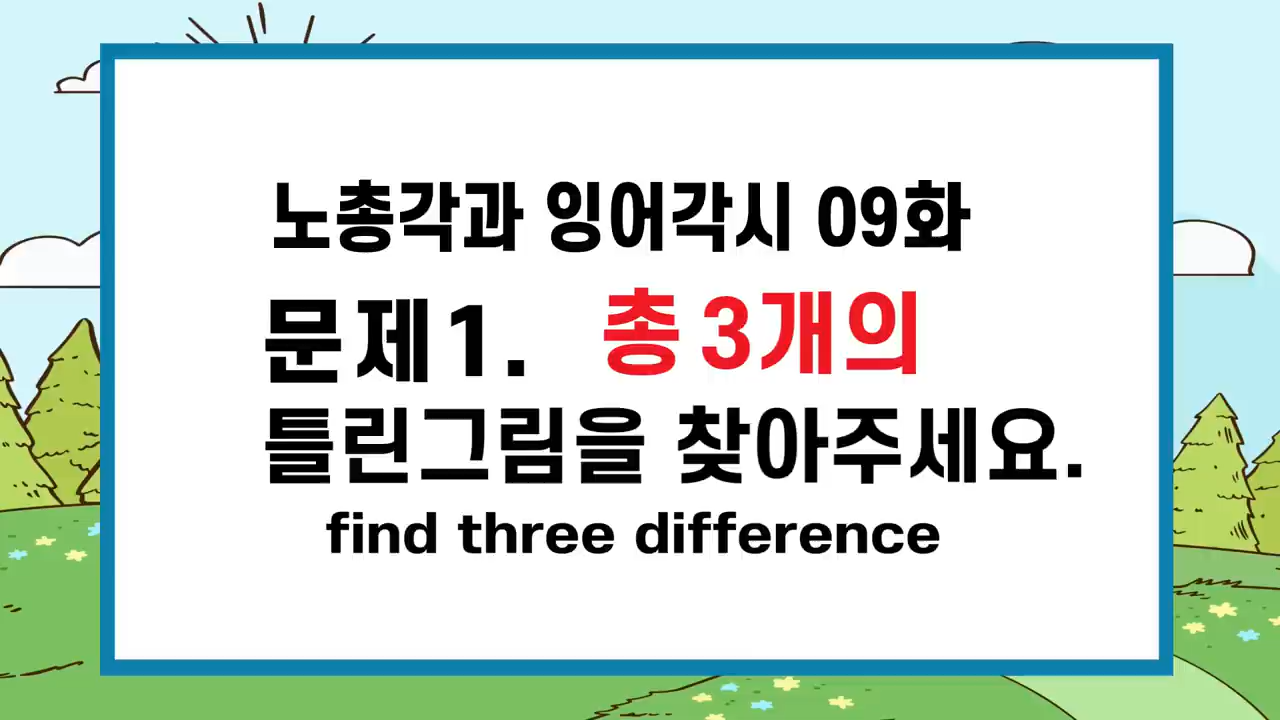 노총각과 잉어각시 09화
문제1. 총 3개의
틀린그림을 찾아주세요.
find three difference